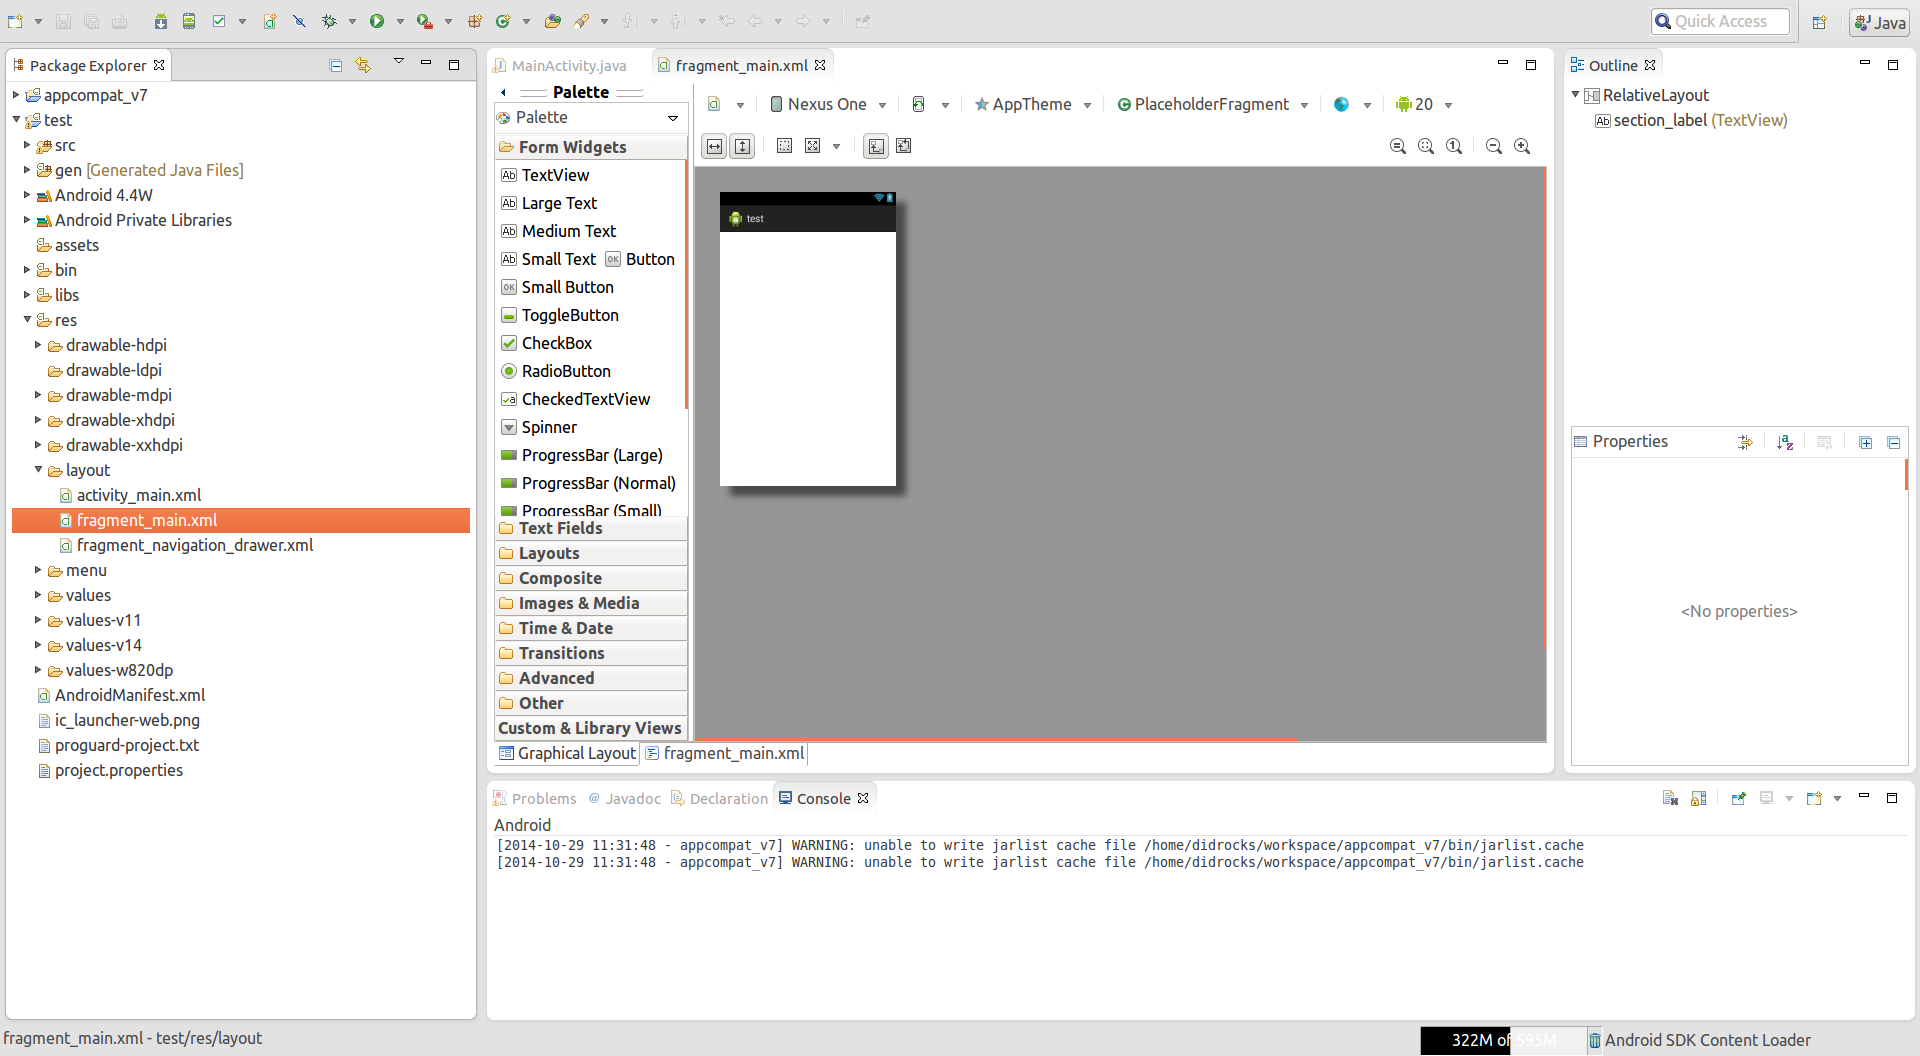 Quick Access
Java
Package Explorer
appcompat_v7
test
src
gen [Generated Java Files]
Android 4.4W
Android Private Libraries
assets
bin
libs
res
drawable-hdpi
drawable-ldpi
drawable-mdpi
drawable-xhdpi
drawable-xxhdpi
layout
activity_main.xml
fragment_main.xml
fragment_navigation_drawer.xml
menu
values
values-v11
values-v14
values-w820dp
AndroidManifest.xml
ic_launcher-web.png
proguard-project.txt
project.properties
MainActivity.java
fragment_main.xml
Palette
Palette
Form Widgets
TextView
Large Text
Medium Text
Small Text Button
Small Button
ToggleButton
CheckBox
RadioButton
CheckedTextView
Spinner
ProgressBar (Large)
ProgressBar (Normal)
ProgressBar (Small)
Text Fields
Layouts
Composite
Images & Media
Time & Date
Transitions
Advanced
Other
Custom & Library Views
Nexus One
AppTheme
PlaceholderFragment
20
test
Graphical Layout
fragment_main.xml
Outline
RelativeLayout
section_label (TextView)
Properties
<No properties>
Problems
Javadoc
Declaration
Console
Android
[2014-10-29 11:31:48 - appcompat_v7] WARNING: unable to write jarlist cache file /home/didrocks/workspace/appcompat_v7/bin/jarlist.cache
[2014-10-29 11:31:48 - appcompat_v7] WARNING: unable to write jarlist cache file /home/didrocks/workspace/appcompat_v7/bin/jarlist.cache
fragment_main.xml - test/res/layout
322M of 595M
Android SDK Content Loader